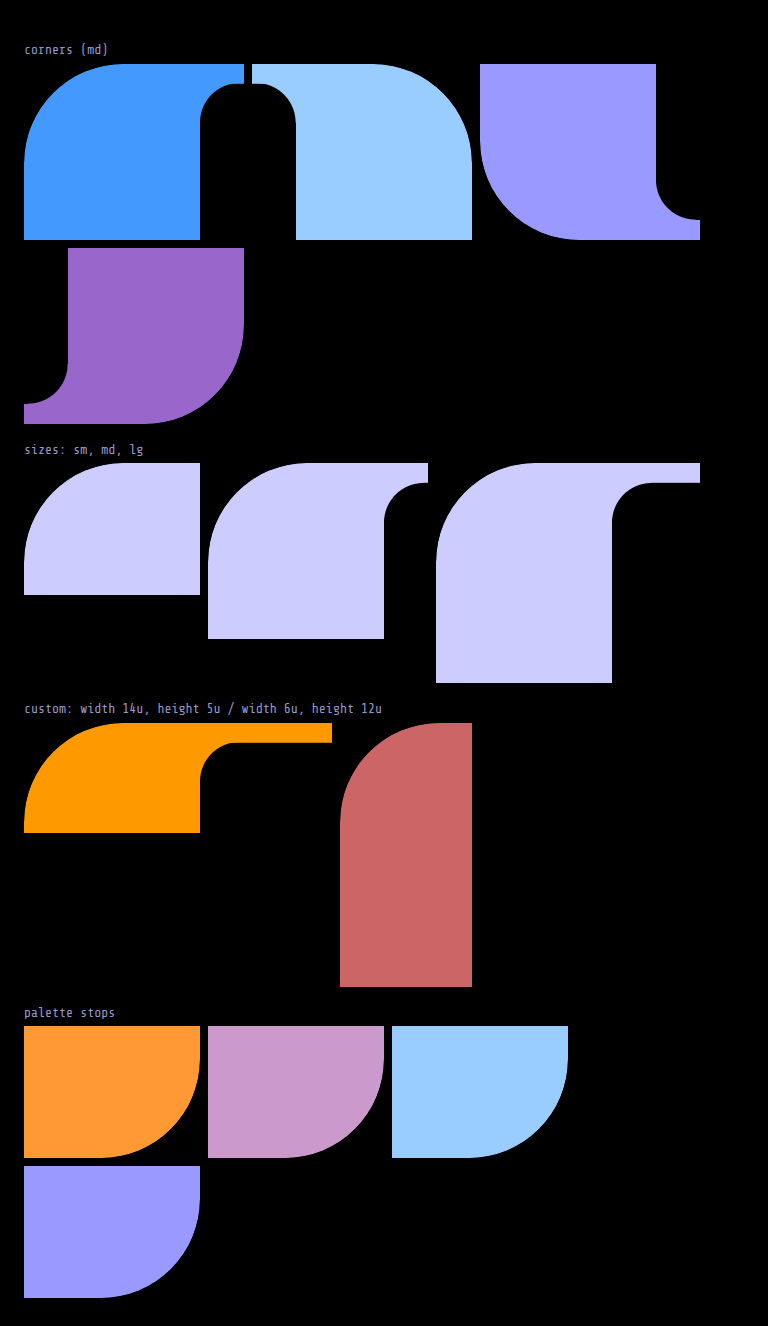 corners (md)
sizes: sm, md, lg
custom: width 14u, height 5u / width 6u, height 12u
palette stops